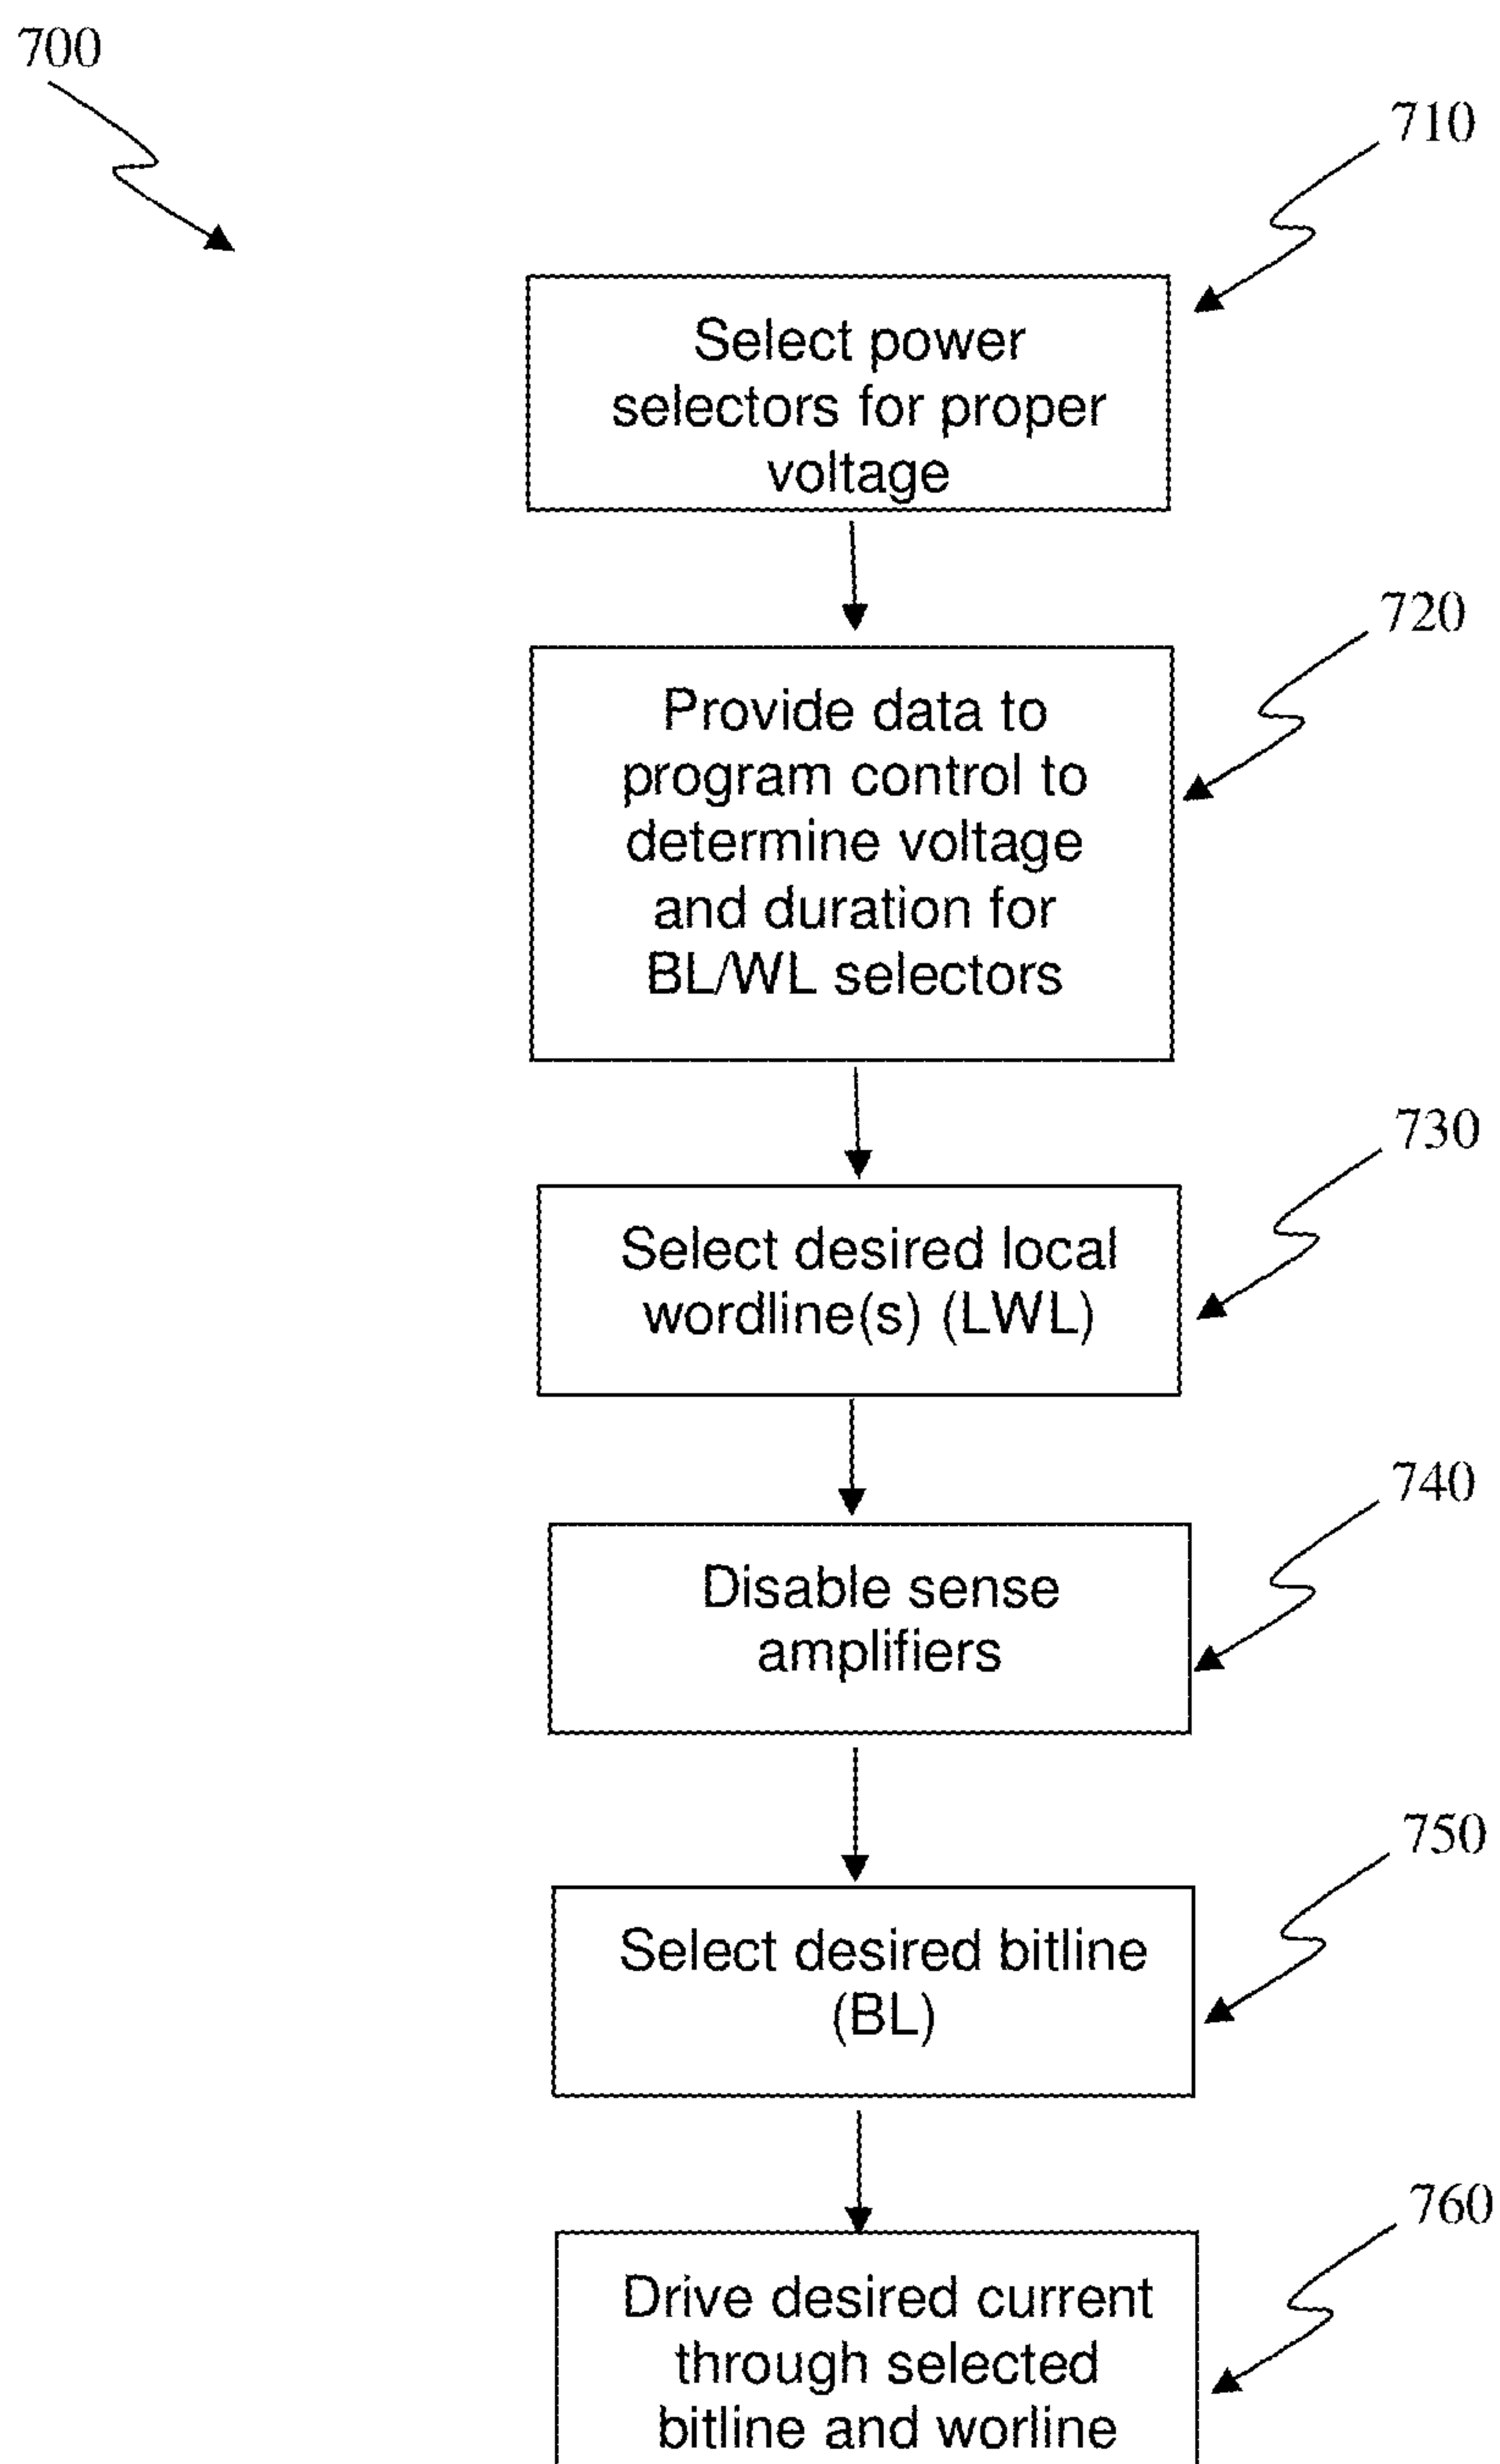 700
710
Select power
selectors for proper
voltage
720
Provide data to
program control to
determine voltage
and duration for
BL/WL selectors
730
Select desired local
wordline(s) (LWL)
740
Disable sense
amplifiers
750
Select desired bitline
(BL)
760
Drive desired current
through selected
bitline and worline